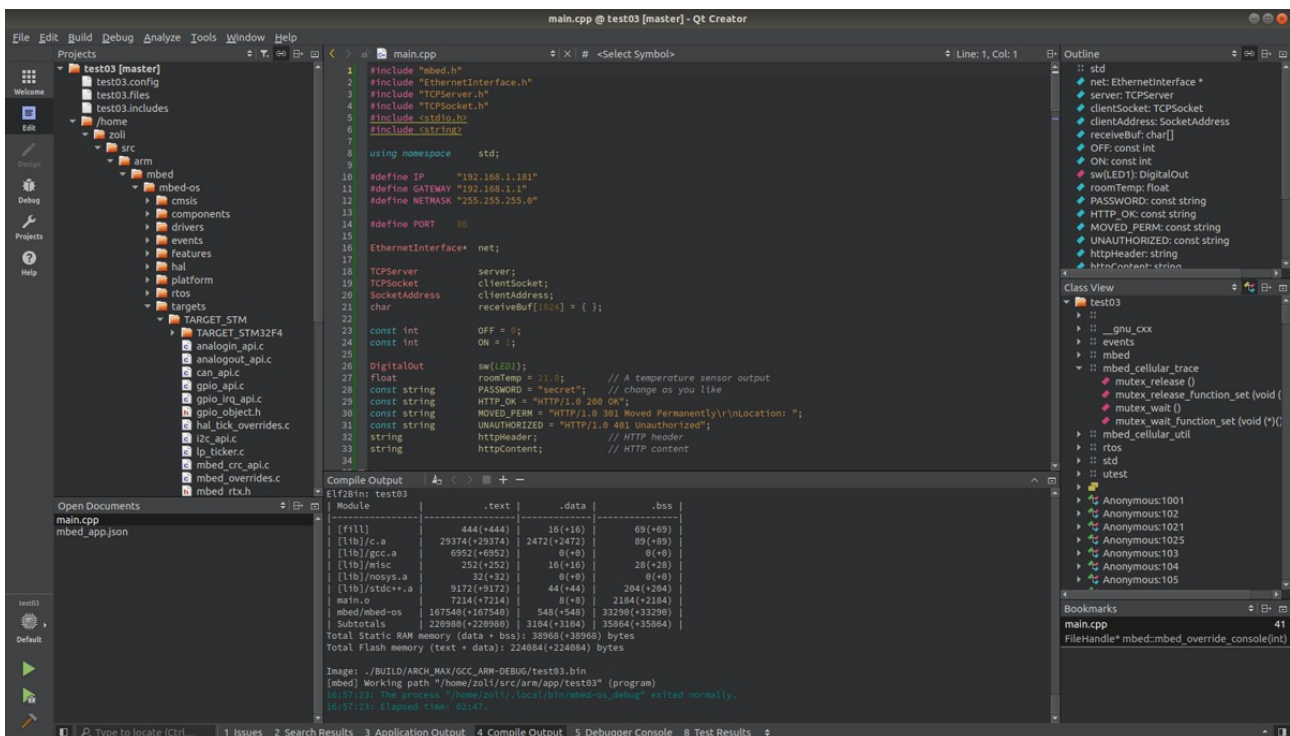 main.cpp @ test03 [master] - Qt Creator
File Edit Build Debug Analyze Tools Window Help
Projects
main.cpp
# <Select Symbol>
Line: 1, Col: 1
Outline
Welcome
Edit
Design
Debug
Projects
Help
test03 [master]
test03.config
test03.files
test03.includes
/home
zoli
src
arm
mbed
mbed-os
cmsis
components
drivers
events
features
hal
platform
rtos
targets
TARGET_STM
TARGET_STM32F4
analogin_api.c
analogout_api.c
can_api.c
gpio_api.c
gpio_irq_api.c
gpio_object.h
hal_tick_overrides.c
i2c_api.c
lp_ticker.c
mbed_crc_api.c
mbed_overrides.c
mbed_rtx.h
Open Documents
main.cpp
mbed_app.json
1 #include "mbed.h"
2 #include "EthernetInterface.h"
3 #include "TCPServer.h"
4 #include "TCPSocket.h"
5 #include <stdio.h>
6 #include <string>
7
8 using namespace std;
9
10 #define IP "192.168.1.181"
11 #define GATEWAY "192.168.1.1"
12 #define NETMASK "255.255.255.0"
13
14 #define PORT 80
15
16 EthernetInterface* net;
17
18 TCPServer server;
19 TCPSocket clientSocket;
20 SocketAddress clientAddress;
21 char receiveBuf[1024] = { };
22
23 const int OFF = 0;
24 const int ON = 1;
25
26 DigitalOut sw(LED1);
27 float roomTemp = 21.8; // A temperature sensor output
28 const string PASSWORD = "secret"; // change as you like
29 const string HTTP_OK = "HTTP/1.0 200 OK";
30 const string MOVED_PERM = "HTTP/1.0 301 Moved Permanently\r\nLocation: ";
31 const string UNAUTHORIZED = "HTTP/1.0 401 Unauthorized";
32 string httpHeader; // HTTP header
33 string httpContent; // HTTP content
34
Compile Output
Elf2Bin: test03
| Module | .text | .data | .bss |
|------------------|----------------|-------------|---------------|
| [fill] | 444(+444) | 16(+16) | 69(+69) |
| [lib]/c.a | 29374(+29374) | 2472(+2472) | 89(+89) |
| [lib]/gcc.a | 6952(+6952) | 0(+0) | 0(+0) |
| [lib]/misc | 252(+252) | 16(+16) | 28(+28) |
| [lib]/nosys.a | 32(+32) | 0(+0) | 0(+0) |
| [lib]/stdc++.a | 9172(+9172) | 44(+44) | 204(+204) |
| main.o | 7214(+7214) | 8(+8) | 2184(+2184) |
| mbed/mbed-os | 167540(+167540) | 548(+548) | 33290(+33290) |
| Subtotals | 220980(+220980) | 3104(+3104) | 35864(+35864) |
Total Static RAM memory (data + bss): 38968(+38968) bytes
Total Flash memory (text + data): 224084(+224084) bytes
Image: ./BUILD/ARCH_MAX/GCC_ARM-DEBUG/test03.bin
[mbed] Working path "/home/zoli/src/arm/app/test03" (program)
16:57:23: The process "/home/zoli/.local/bin/mbed-os_debug" exited normally.
16:57:23: Elapsed time: 02:47.
std
net: EthernetInterface *
server: TCPServer
clientSocket: TCPSocket
clientAddress: SocketAddress
receiveBuf: char[]
OFF: const int
ON: const int
sw(LED1): DigitalOut
roomTemp: float
PASSWORD: const string
HTTP_OK: const string
MOVED_PERM: const string
UNAUTHORIZED: const string
httpHeader: string
httpContent: string
Class View
test03
::
:: __gnu_cxx
events
mbed
mbed_cellular_trace
mutex_release ()
mutex_release_function_set (void (
mutex_wait ()
mutex_wait_function_set (void (*)(
mbed_cellular_util
rtos
std
utest
Anonymous:1001
Anonymous:102
Anonymous:1021
Anonymous:1025
Anonymous:103
Anonymous:104
Anonymous:105
Bookmarks
main.cpp 41
FileHandle* mbed::mbed_override_console(int)
test03
Default
Type to locate (Ctrl...
1 Issues 2 Search Results 3 Application Output 4 Compile Output 5 Debugger Console 8 Test Results